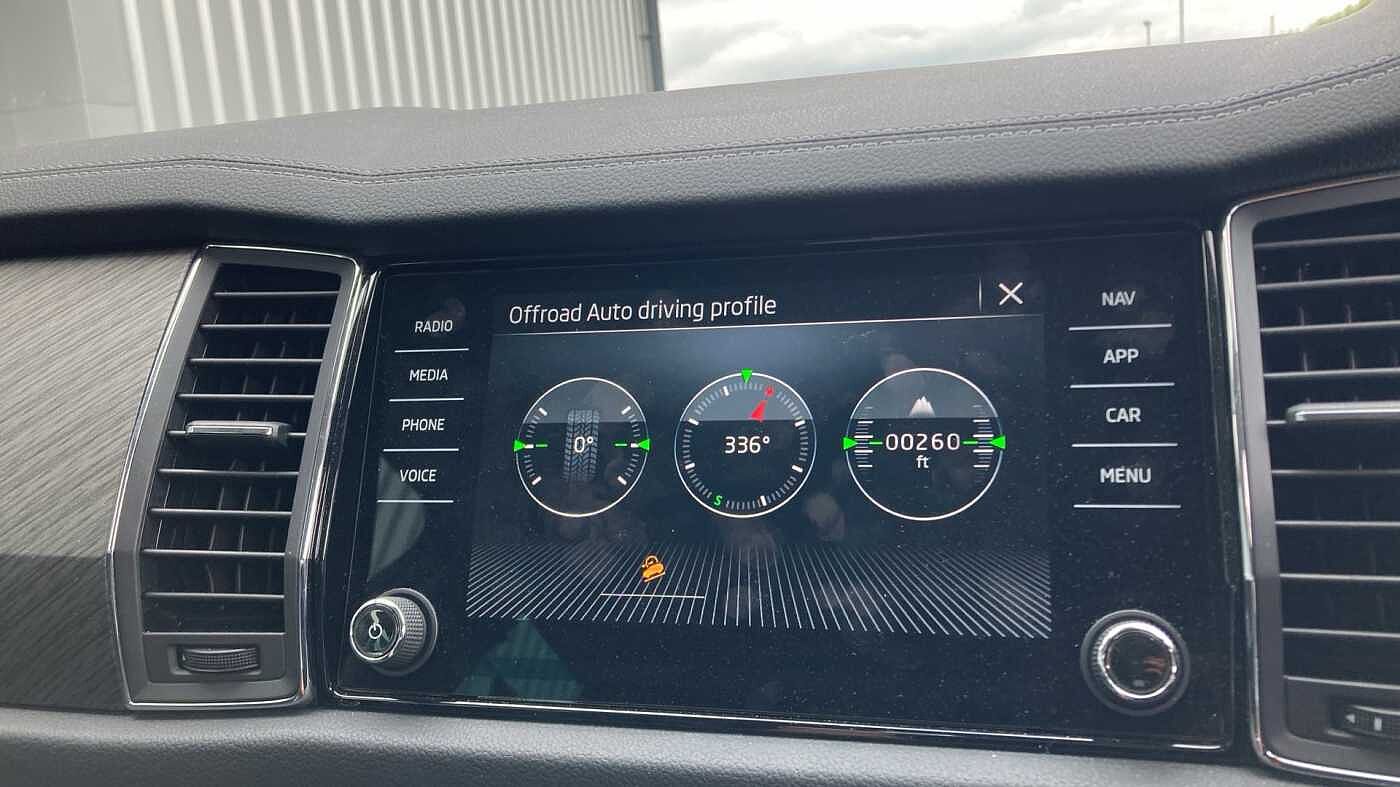 Offroad Auto driving profile
RADIO
MEDIA
PHONE
VOICE
0°
336°
S
00260
ft
NAV
APP
CAR
MENU